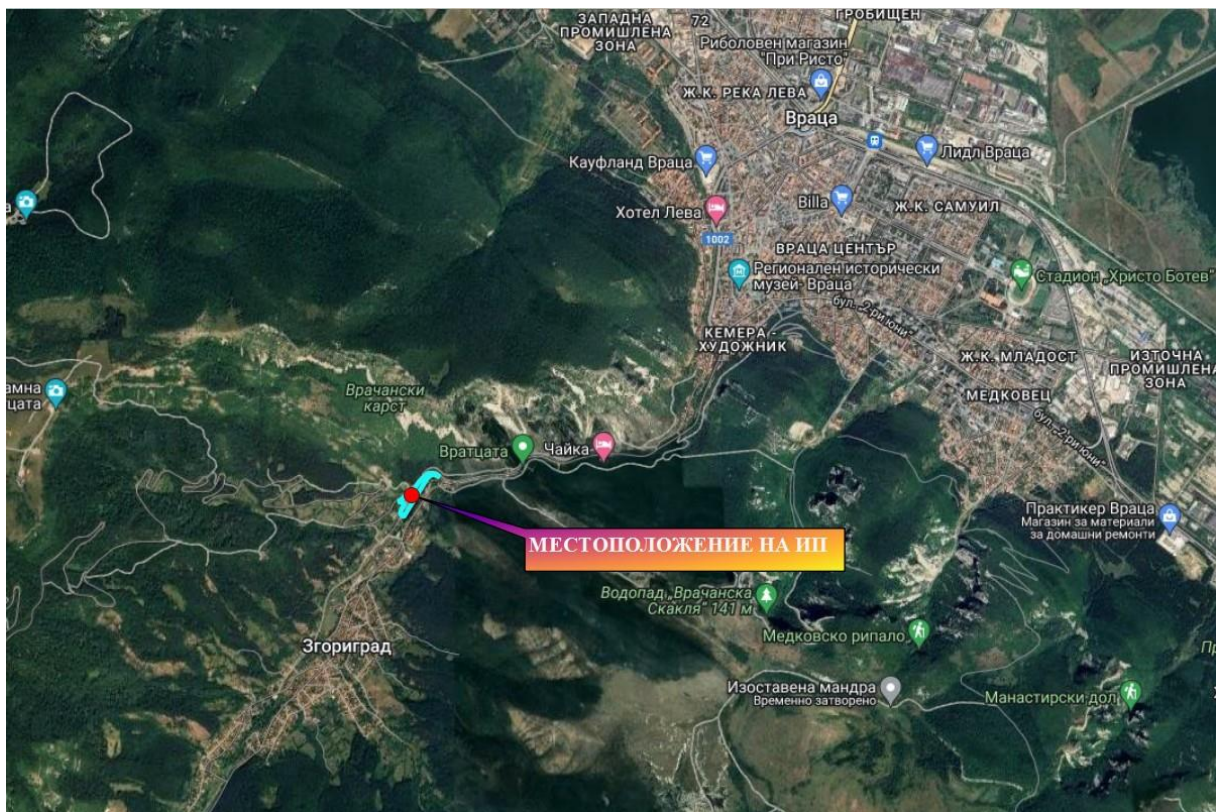 ЗАПАДНА
ПРОМИШЛЕНА
ЗОНА
72
ГРОБИЩЕН
Риболовен магазин
"При Ристо"
Ж.К. РЕКА ЛЕВА
Враца
Кауфланд Враца
Лидл Враца
Хотел Лева
Billa
Ж.К. САМУИЛ
1002
ВРАЦА ЦЕНТЪР
Регионален исторически
музей- Враца
Стадион „Христо Ботев"
бул. „2-ри юни"
КЕМЕРА -
ХУДОЖНИК
Ж.К. МЛАДОСТ
ИЗТОЧНА
ПРОМИШЛЕНА
ЗОНА
МЕДКОВЕЦ
бул. „2-ри юни"
Врачански
карст
Вратцата
Чайка
Практикер Враца
Магазин за материали
за домашни ремонти
МЕСТОПОЛОЖЕНИЕ НА ИП
Водопад „Врачанска
Скакля" 141 м
Медковско рипало
Згориград
Изоставена мандра
Временно затворено
Манастирски дол